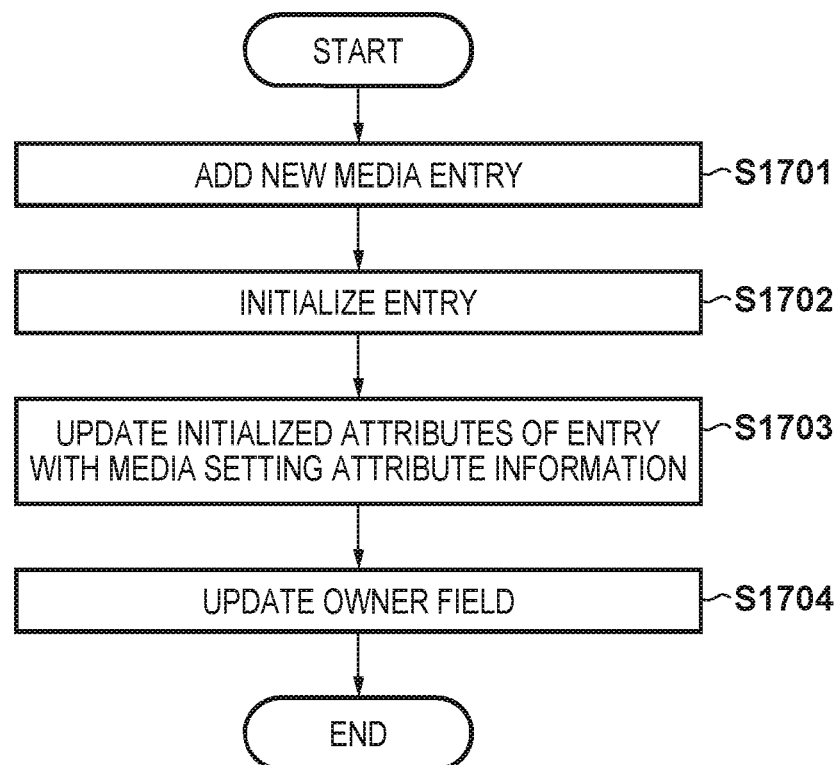 START
ADD NEW MEDIA ENTRY
S1701
INITIALIZE ENTRY
S1702
UPDATE INITIALIZED ATTRIBUTES OF ENTRY
WITH MEDIA SETTING ATTRIBUTE INFORMATION
S1703
UPDATE OWNER FIELD
S1704
END